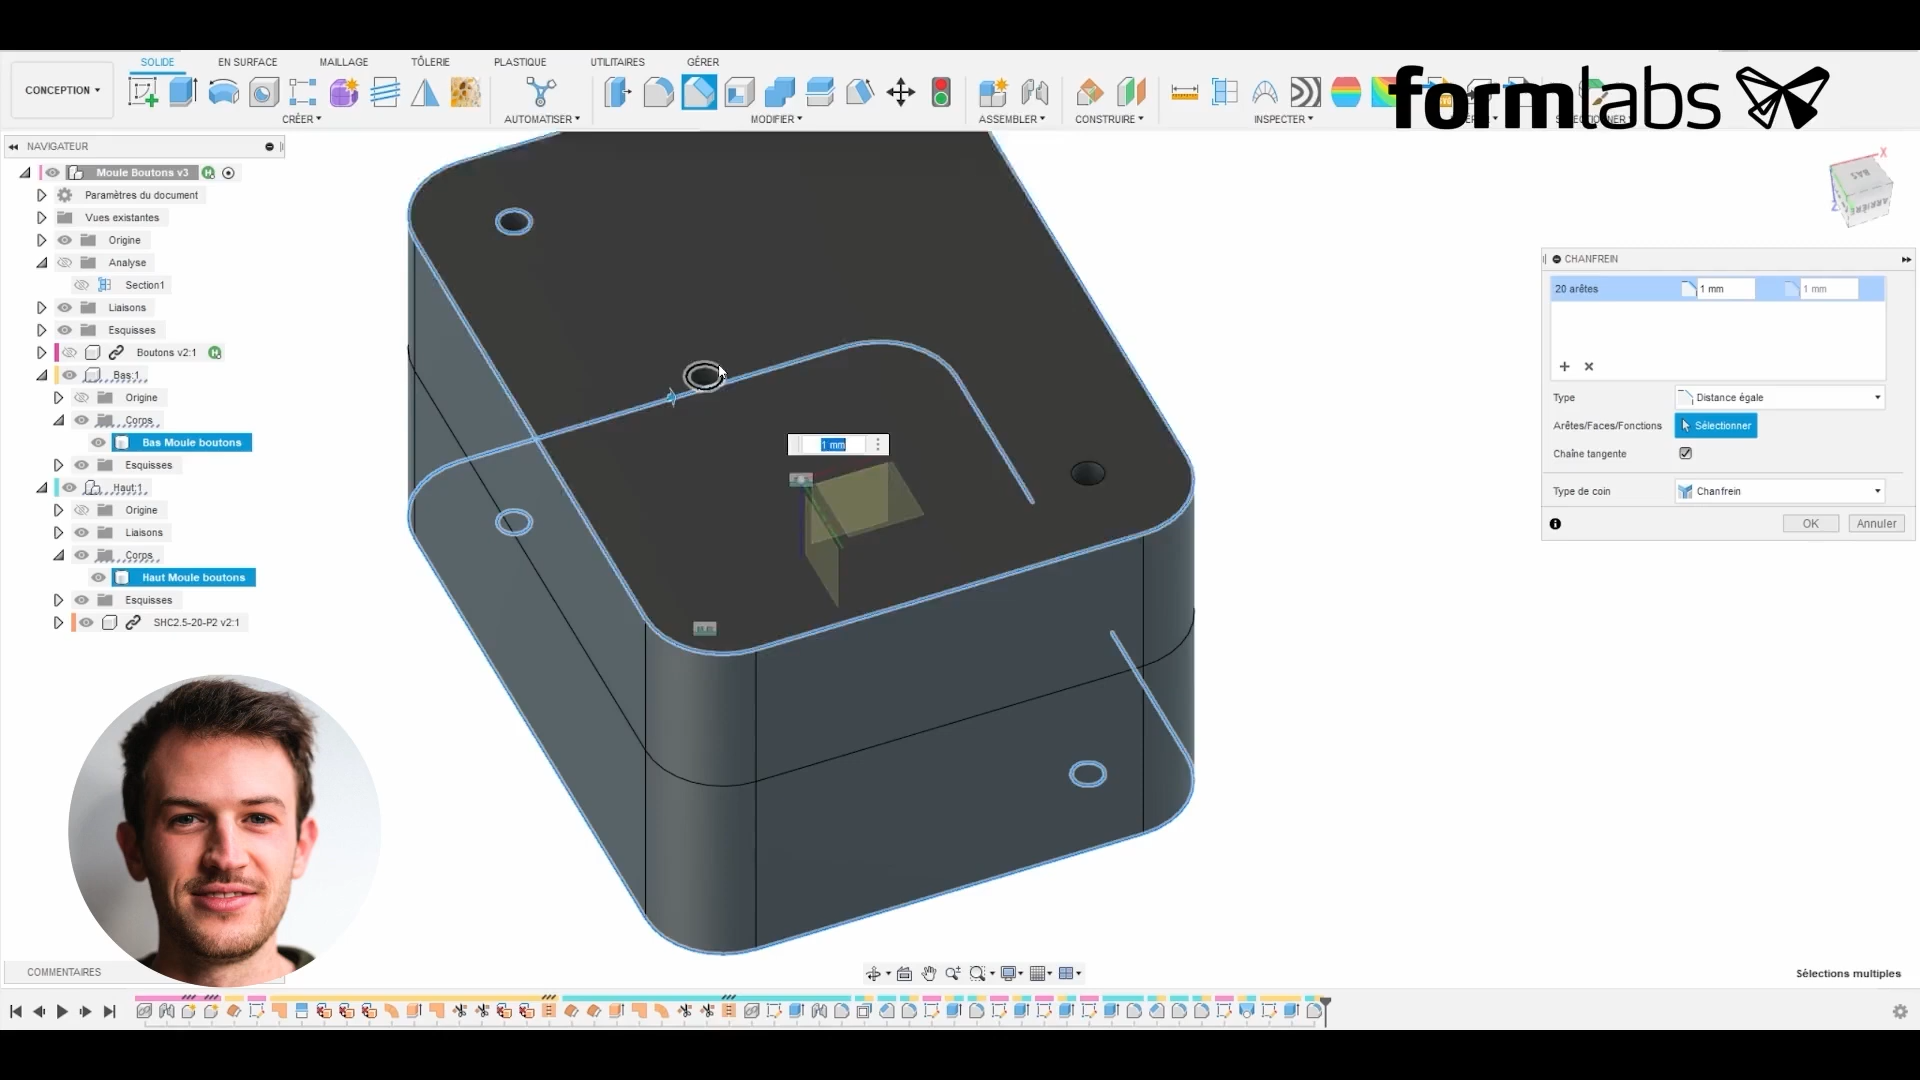 SOLIDE EN SURFACE MAILLAGE TÔLERIE PLASTIQUE UTILITAIRES GÉRER
CONCEPTION
CRÉER AUTOMATISER MODIFIER ASSEMBLER CONSTRUIRE INSPECTER
formlabs
NAVIGATEUR
Moule Boutons v3
Paramètres du document
Vues existantes
Origine
Analyse
Section1
Liaisons
Esquisses
Boutons v2:1
Bas:1
Origine
Corps
Bas Moule boutons
Esquisses
Haut:1
Origine
Liaisons
Corps
Haut Moule boutons
Esquisses
SHC2.5-20-P2 v2:1
COMMENTAIRES
1 mm
X
BAS
ARRIÈRE
Z
CHANFREIN
20 arêtes 1 mm 1 mm
Type Distance égale
Arêtes/Faces/Fonctions Sélectionner
Chaîne tangente
Type de coin Chanfrein
OK Annuler
Sélections multiples